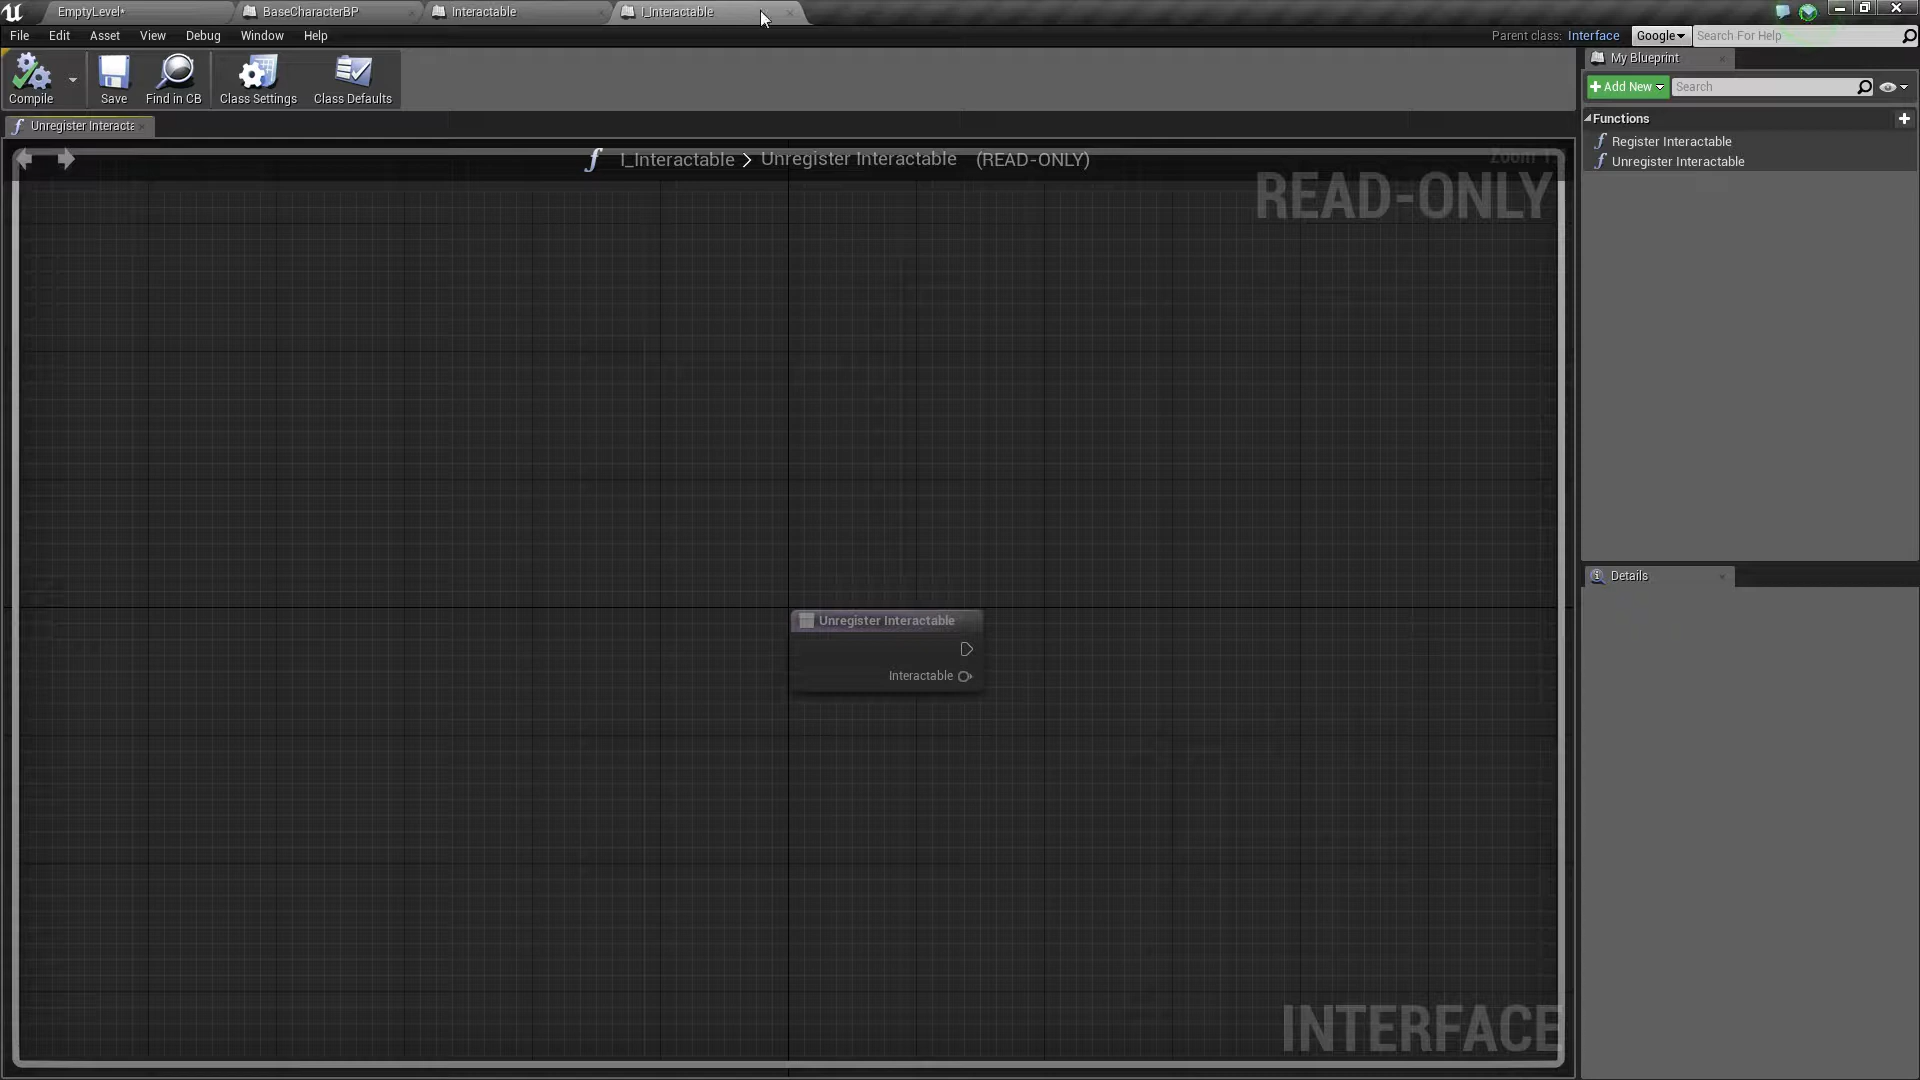 EmptyLevel*
BaseCharacterBP
Interactable
I_Interactable
File Edit Asset View Debug Window Help
Parent class: Interface
Google
Search For Help
Compile
Save
Find in CB
Class Settings
Class Defaults
My Blueprint
Add New
Search
Unregister Interacta
Functions
Register Interactable
Unregister Interactable
I_Interactable > Unregister Interactable (READ-ONLY)
READ-ONLY
Details
Unregister Interactable
Interactable
INTERFACE